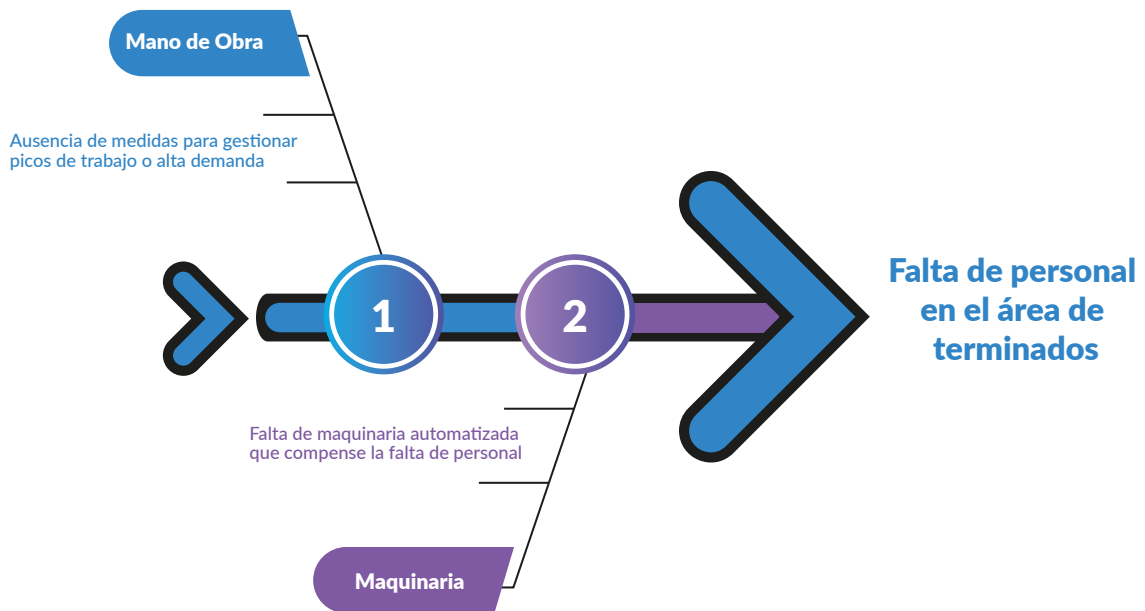 Mano de Obra
Ausencia de medidas para gestionar
picos de trabajo o alta demanda
1
2
Falta de personal
en el área de
terminados
Falta de maquinaria automatizada
que compense la falta de personal
Maquinaria